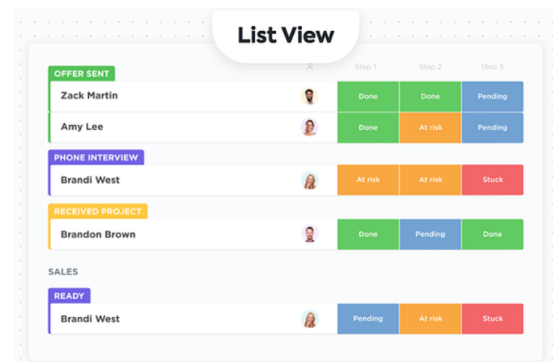 List View
OFFER SENT Step 1 Step 2 Step 3
Zack Martin Done Done Pending
Amy Lee Done At risk Pending
PHONE INTERVIEW
Brandi West At risk At risk Stuck
RECEIVED PROJECT
Brandon Brown Done Pending Done
SALES
READY
Brandi West Pending At risk Stuck